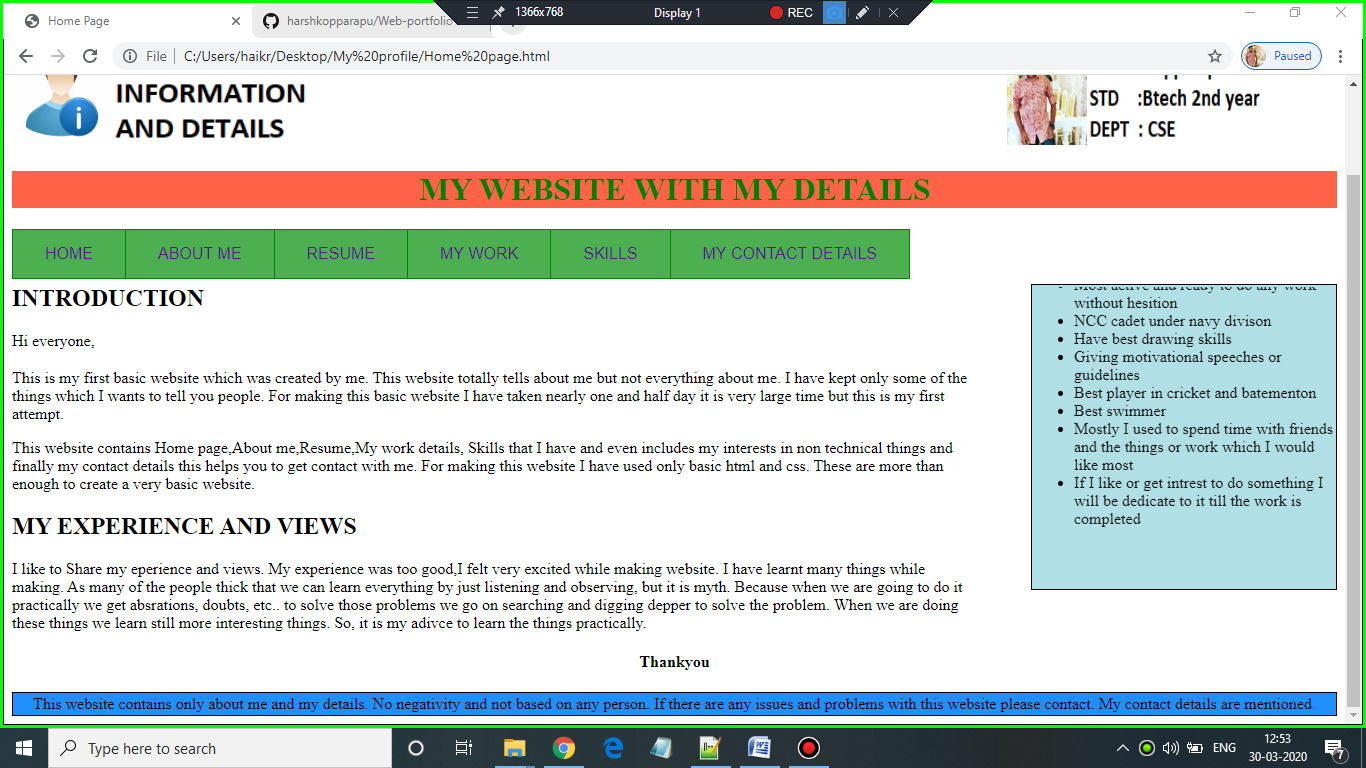 1366x768 Display 1 REC
Home Page harshkopparapu/Web-portfolio
File C:/Users/haikr/Desktop/My%20profile/Home%20page.html Paused
INFORMATION
AND DETAILS
STD :Btech 2nd year
DEPT : CSE
MY WEBSITE WITH MY DETAILS
HOME ABOUT ME RESUME MY WORK SKILLS MY CONTACT DETAILS
INTRODUCTION
Hi everyone,
This is my first basic website which was created by me. This website totally tells about me but not everything about me. I have kept only some of the
things which I wants to tell you people. For making this basic website I have taken nearly one and half day it is very large time but this is my first
attempt.
This website contains Home page,About me,Resume,My work details, Skills that I have and even includes my interests in non technical things and
finally my contact details this helps you to get contact with me. For making this website I have used only basic html and css. These are more than
enough to create a very basic website.
MY EXPERIENCE AND VIEWS
I like to Share my eperience and views. My experience was too good,I felt very excited while making website. I have learnt many things while
making. As many of the people thick that we can learn everything by just listening and observing, but it is myth. Because when we are going to do it
practically we get absrations, doubts, etc.. to solve those problems we go on searching and digging depper to solve the problem. When we are doing
these things we learn still more interesting things. So, it is my adivce to learn the things practically.
Most active and ready to do any work
without hesition
NCC cadet under navy divison
Have best drawing skills
Giving motivational speeches or
guidelines
Best player in cricket and batementon
Best swimmer
Mostly I used to spend time with friends
and the things or work which I would
like most
If I like or get intrest to do something I
will be dedicate to it till the work is
completed
Thankyou
This website contains only about me and my details. No negativity and not based on any person. If there are any issues and problems with this website please contact. My contact details are mentioned.
Type here to search
ENG
12:53
30-03-2020
7